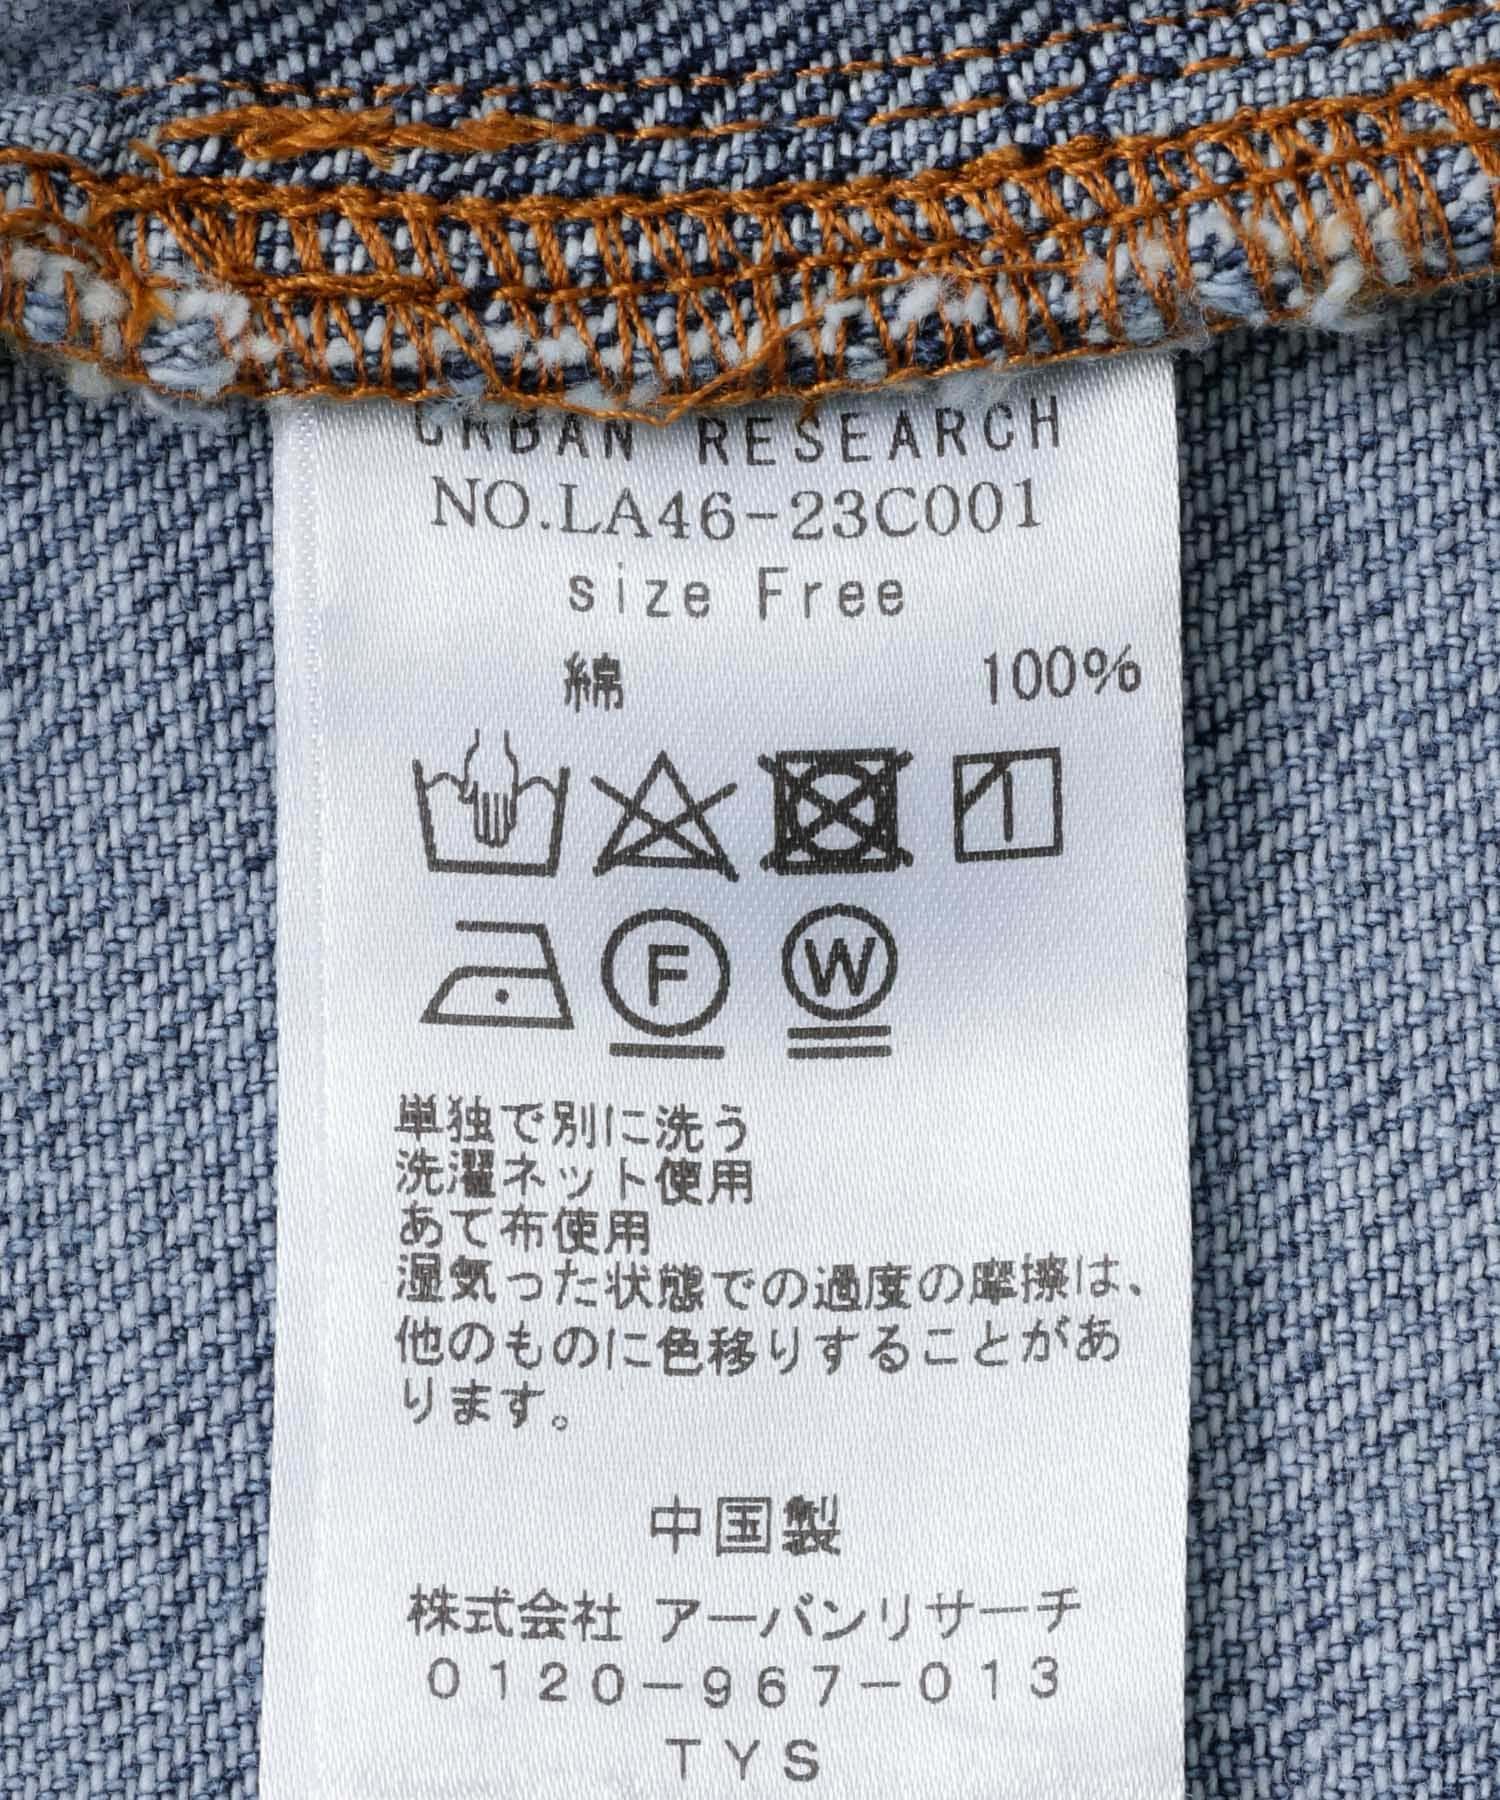 URBAN RESEARCH
NO.LA46-23C001
size Free
綿 100%
F W
単独で別に洗う
洗濯ネット使用
あて布使用
湿気った状態での過度の摩擦は、
他のものに色移りすることがあ
ります。
中国製
株式会社 アーバンリサーチ
0120-967-013
TYS